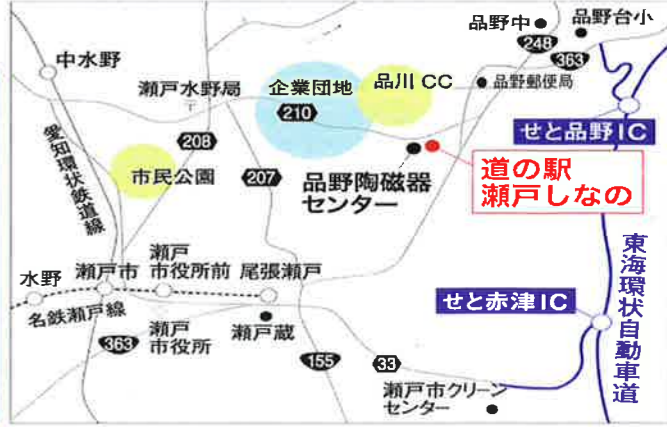 品野中
品野台小
248
363
中水野
瀬戸水野局
〒
企業団地
品川 CC
品野郵便局
210
せと品野IC
愛知環状鉄道線
208
市民公園
207
品野陶磁器
センター
道の駅
瀬戸しなの
水野
瀬戸市
瀬戸
市役所前
尾張瀬戸
名鉄瀬戸線
瀬戸
市役所
瀬戸蔵
363
155
33
せと赤津IC
東海環状自動車道
瀬戸市クリーン
センター